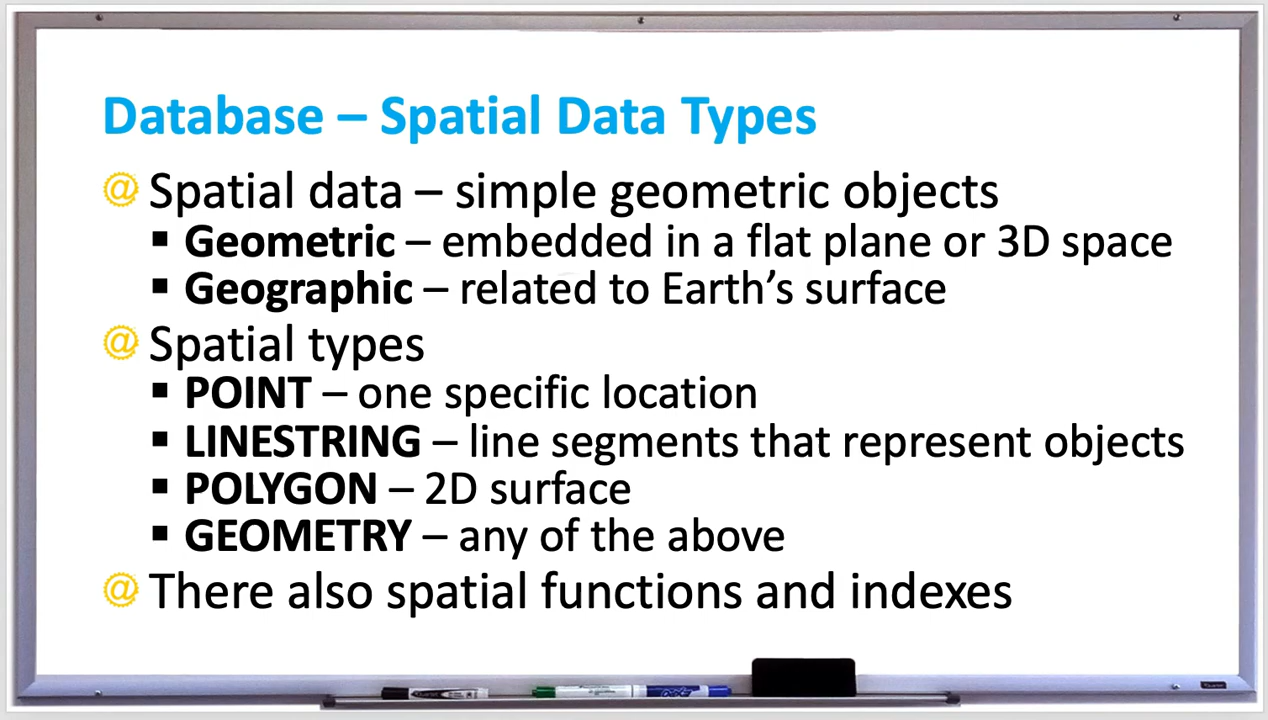 Database – Spatial Data Types
@ Spatial data – simple geometric objects
▪ Geometric – embedded in a flat plane or 3D space
▪ Geographic – related to Earth’s surface
@ Spatial types
▪ POINT – one specific location
▪ LINESTRING – line segments that represent objects
▪ POLYGON – 2D surface
▪ GEOMETRY – any of the above
@ There also spatial functions and indexes